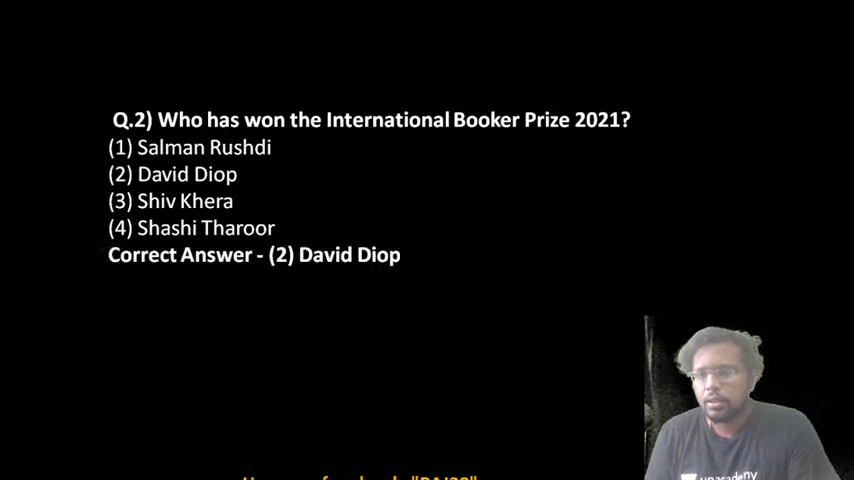 Q.2) Who has won the International Booker Prize 2021?
(1) Salman Rushdi
(2) David Diop
(3) Shiv Khera
(4) Shashi Tharoor
Correct Answer - (2) David Diop
unacademy